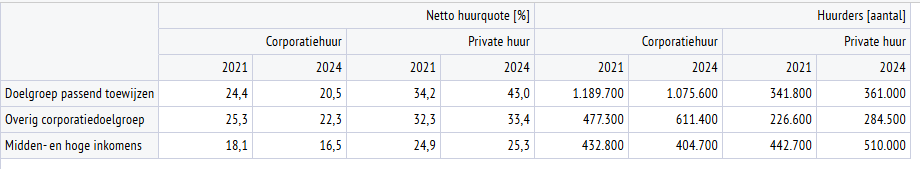 Netto huurquote [%] Huurders [aantal]
Corporatiehuur Private huur Corporatiehuur Private huur
2021 2024 2021 2024 2021 2024 2021 2024
Doelgroep passend toewijzen 24,4 20,5 34,2 43,0 1.189.700 1.075.600 341.800 361.000
Overig corporatiedoelgroep 25,3 22,3 32,3 33,4 477.300 611.400 226.600 284.500
Midden- en hoge inkomens 18,1 16,5 24,9 25,3 432.800 404.700 442.700 510.000